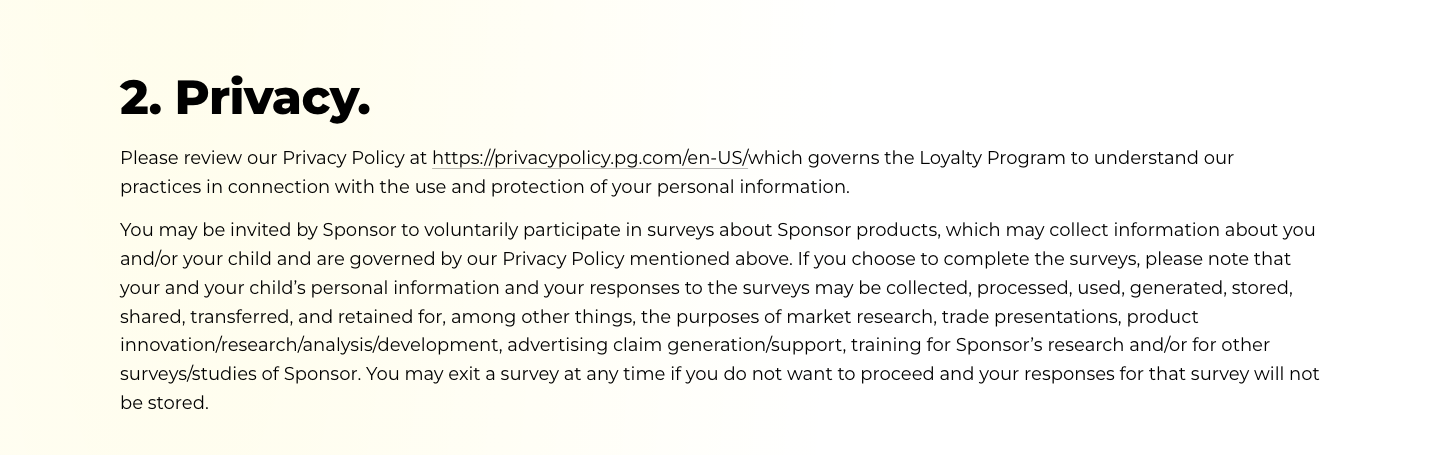 2. Privacy.
Please review our Privacy Policy at https://privacypolicy.pg.com/en-US/which governs the Loyalty Program to understand our
practices in connection with the use and protection of your personal information.
You may be invited by Sponsor to voluntarily participate in surveys about Sponsor products, which may collect information about you
and/or your child and are governed by our Privacy Policy mentioned above. If you choose to complete the surveys, please note that
your and your child’s personal information and your responses to the surveys may be collected, processed, used, generated, stored,
shared, transferred, and retained for, among other things, the purposes of market research, trade presentations, product
innovation/research/analysis/development, advertising claim generation/support, training for Sponsor’s research and/or for other
surveys/studies of Sponsor. You may exit a survey at any time if you do not want to proceed and your responses for that survey will not
be stored.